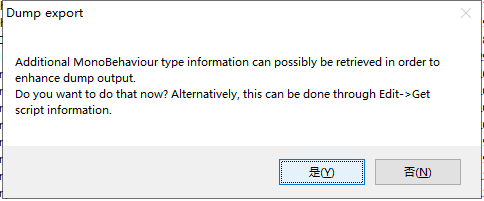 Dump export
Additional MonoBehaviour type information can possibly be retrieved in order to
enhance dump output.
Do you want to do that now? Alternatively, this can be done through Edit->Get
script information.
是(Y)
否(N)